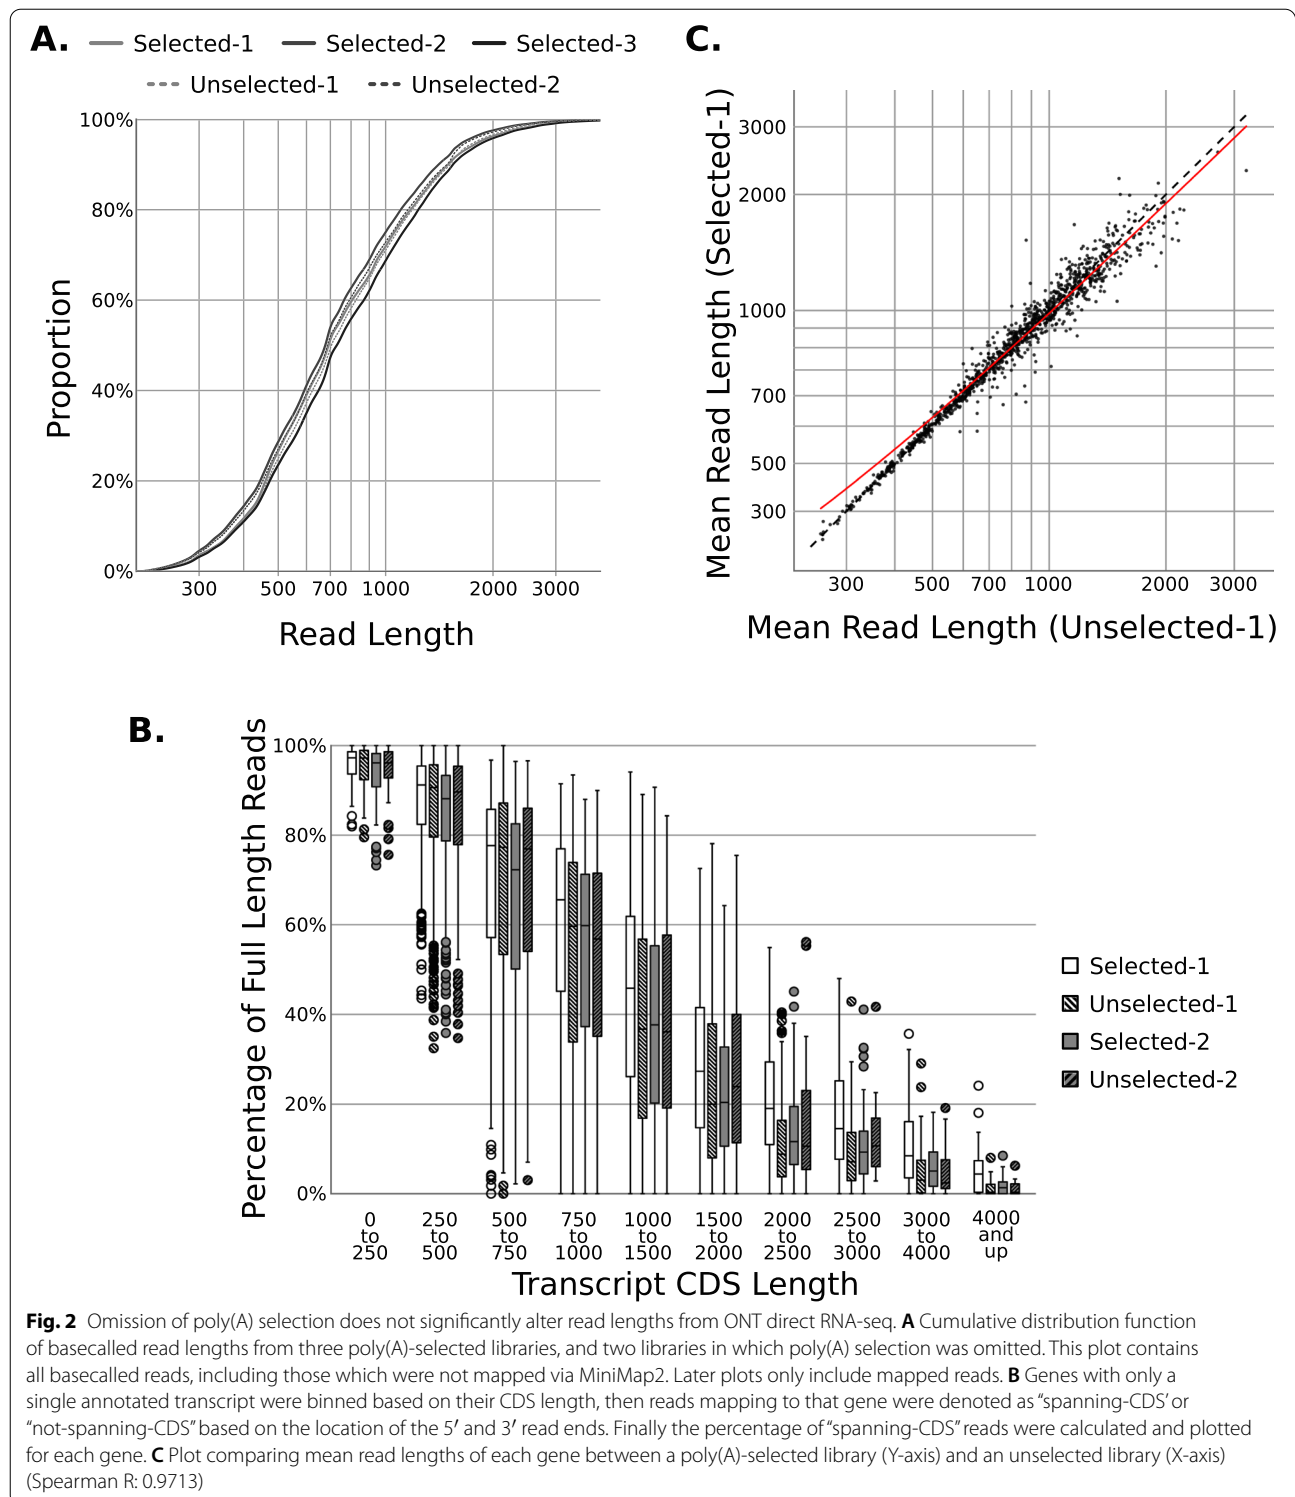 A.
Selected-1 Selected-2 Selected-3
Unselected-1 Unselected-2
100%
80%
60%
40%
20%
0%
Proportion
300 500 700 1000 2000 3000
Read Length
C.
3000
2000
1000
700
500
300
Mean Read Length (Selected-1)
300 500 700 1000 2000 3000
Mean Read Length (Unselected-1)
B.
100%
80%
60%
40%
20%
0%
Percentage of Full Length Reads
0 to 250
250 to 500
500 to 750
750 to 1000
1000 to 1500
1500 to 2000
2000 to 2500
2500 to 3000
3000 to 4000
4000 and up
Transcript CDS Length
Selected-1
Unselected-1
Selected-2
Unselected-2
Fig. 2 Omission of poly(A) selection does not significantly alter read lengths from ONT direct RNA-seq. A Cumulative distribution function
of basecalled read lengths from three poly(A)-selected libraries, and two libraries in which poly(A) selection was omitted. This plot contains
all basecalled reads, including those which were not mapped via MiniMap2. Later plots only include mapped reads. B Genes with only a
single annotated transcript were binned based on their CDS length, then reads mapping to that gene were denoted as “spanning-CDS’ or
“not-spanning-CDS” based on the location of the 5′ and 3′ read ends. Finally the percentage of “spanning-CDS” reads were calculated and plotted
for each gene. C Plot comparing mean read lengths of each gene between a poly(A)-selected library (Y-axis) and an unselected library (X-axis)
(Spearman R: 0.9713)